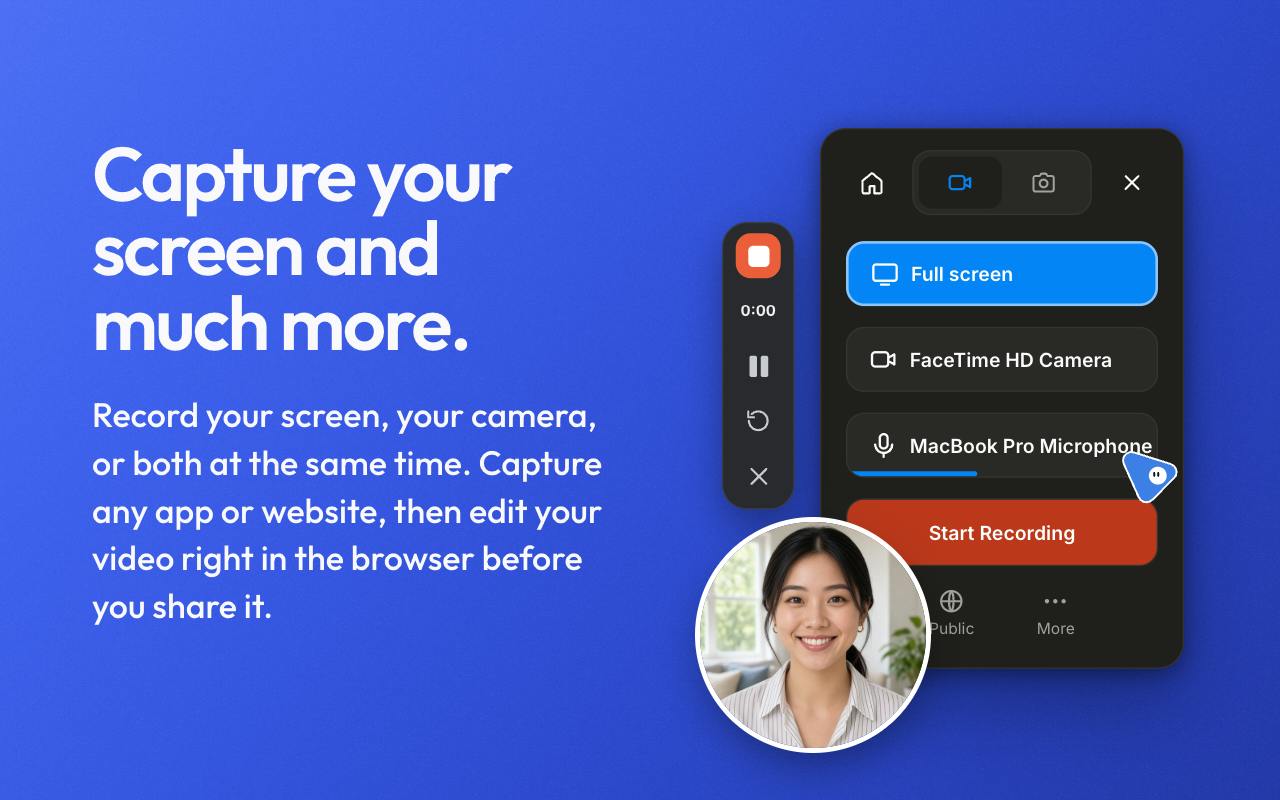 Capture your
screen and
much more.
Record your screen, your camera,
or both at the same time. Capture
any app or website, then edit your
video right in the browser before
you share it.
0:00
Full screen
FaceTime HD Camera
MacBook Pro Microphone
Start Recording
Public
More